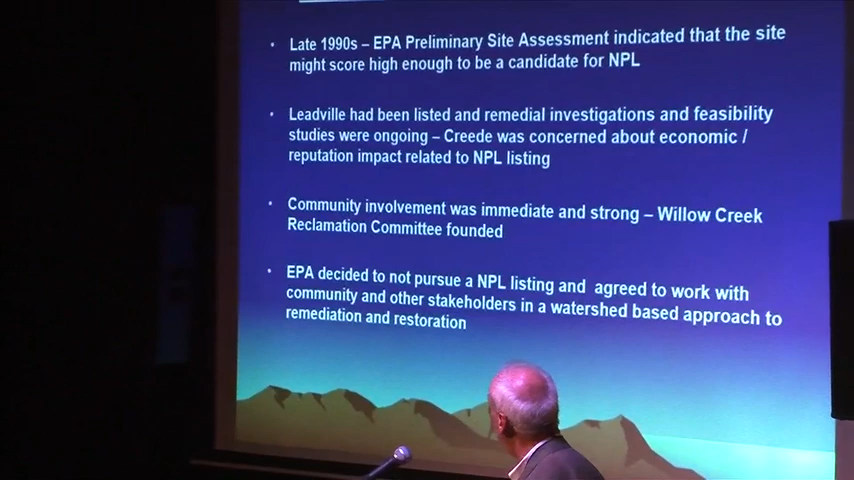 • Late 1990s – EPA Preliminary Site Assessment indicated that the site
might score high enough to be a candidate for NPL
• Leadville had been listed and remedial investigations and feasibility
studies were ongoing – Creede was concerned about economic /
reputation impact related to NPL listing
• Community involvement was immediate and strong – Willow Creek
Reclamation Committee founded
• EPA decided to not pursue a NPL listing and agreed to work with
community and other stakeholders in a watershed based approach to
remediation and restoration